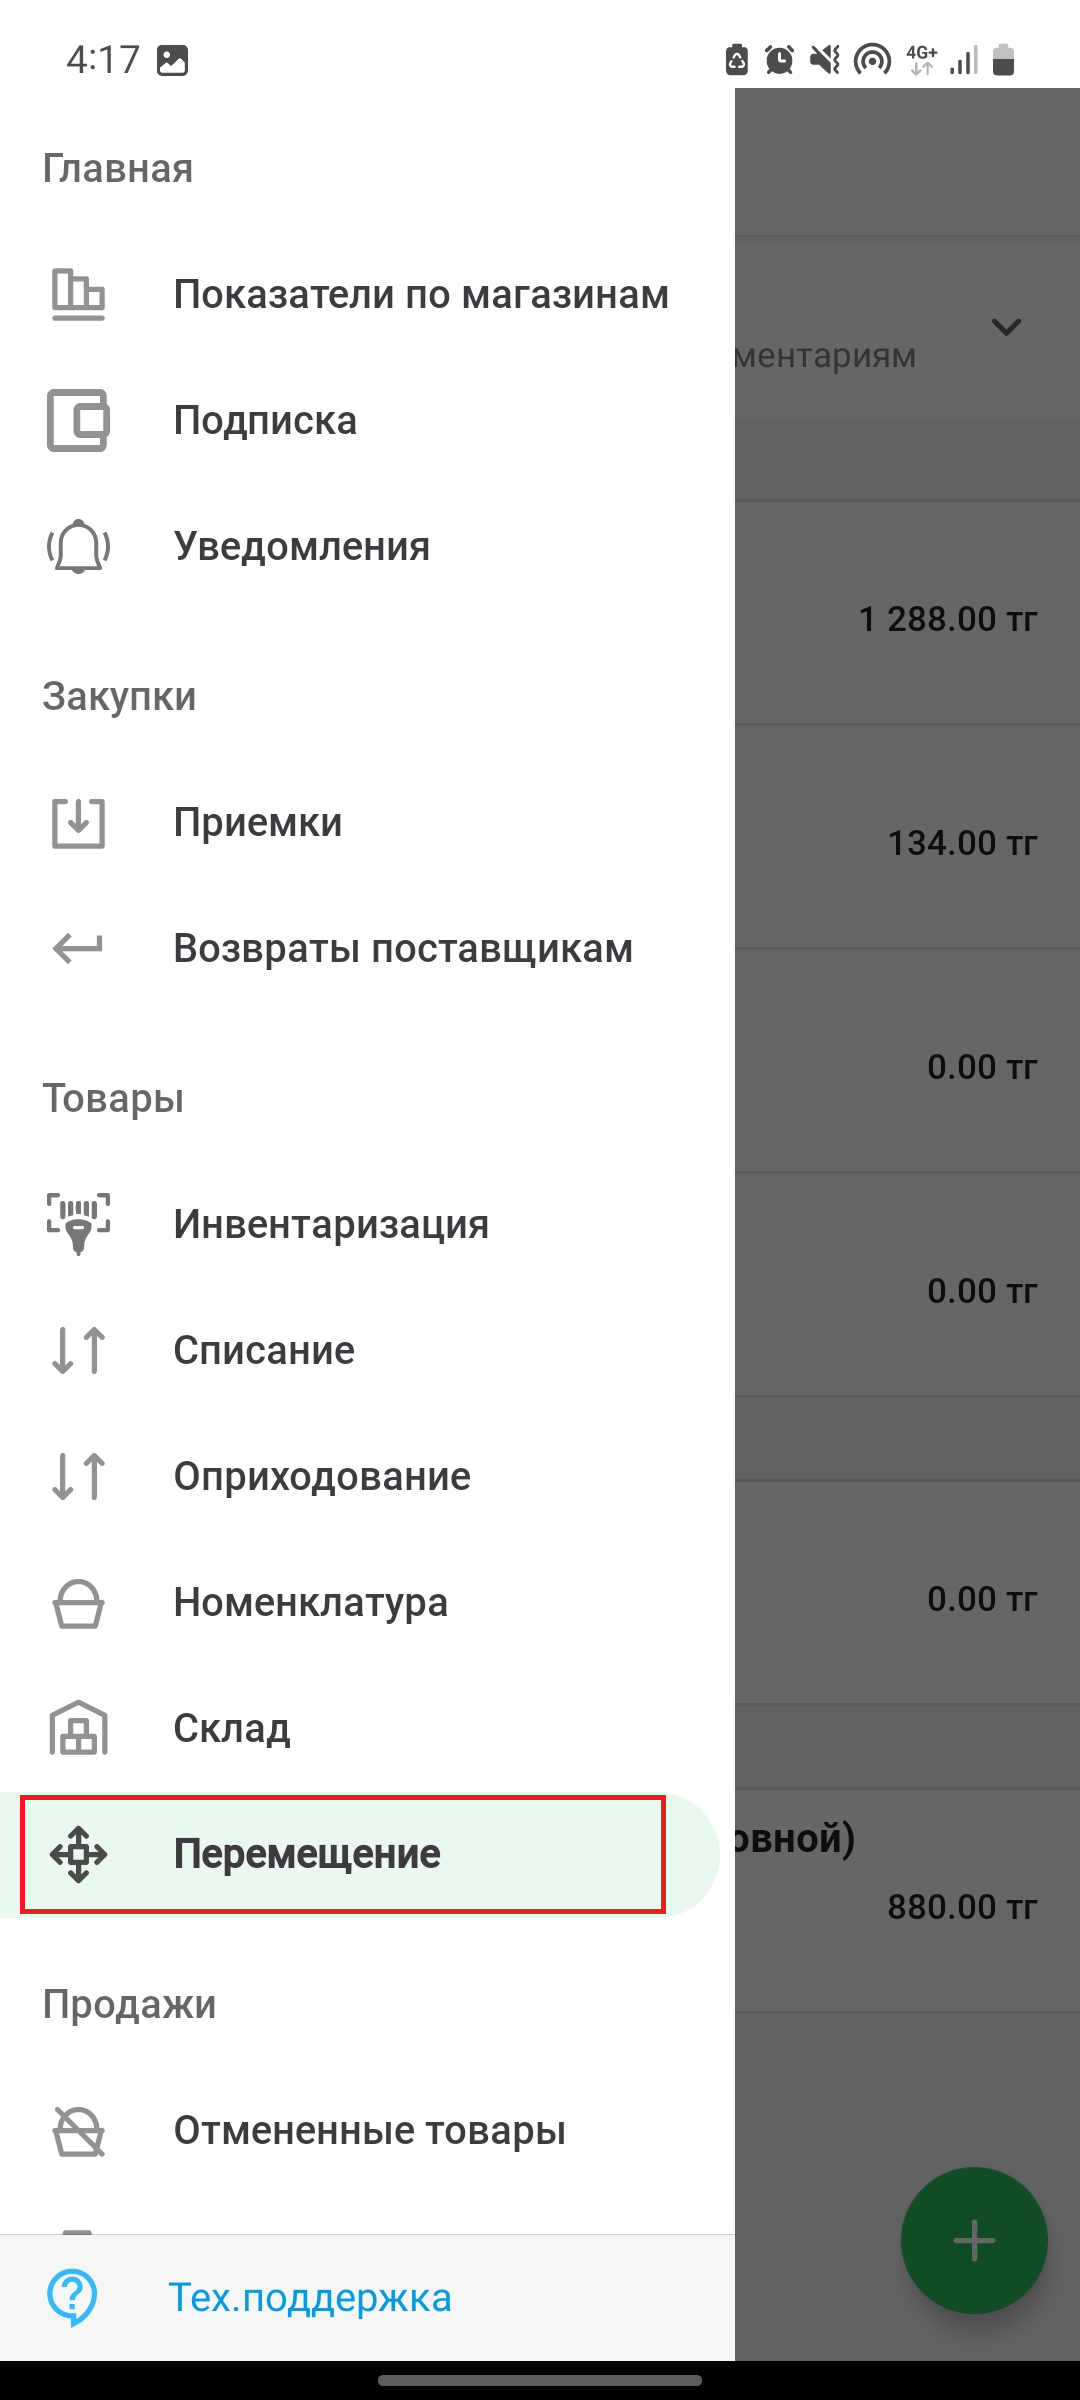 4:17
4G+
Главная
Показатели по магазинам
ментариям
Подписка
Уведомления
1 288.00 тг
Закупки
Приемки
134.00 тг
Возвраты поставщикам
0.00 тг
Товары
Инвентаризация
0.00 тг
Списание
Оприходование
Номенклатура
0.00 тг
Склад
Перемещение
овной)
880.00 тг
Продажи
Отмененные товары
Тех.поддержка